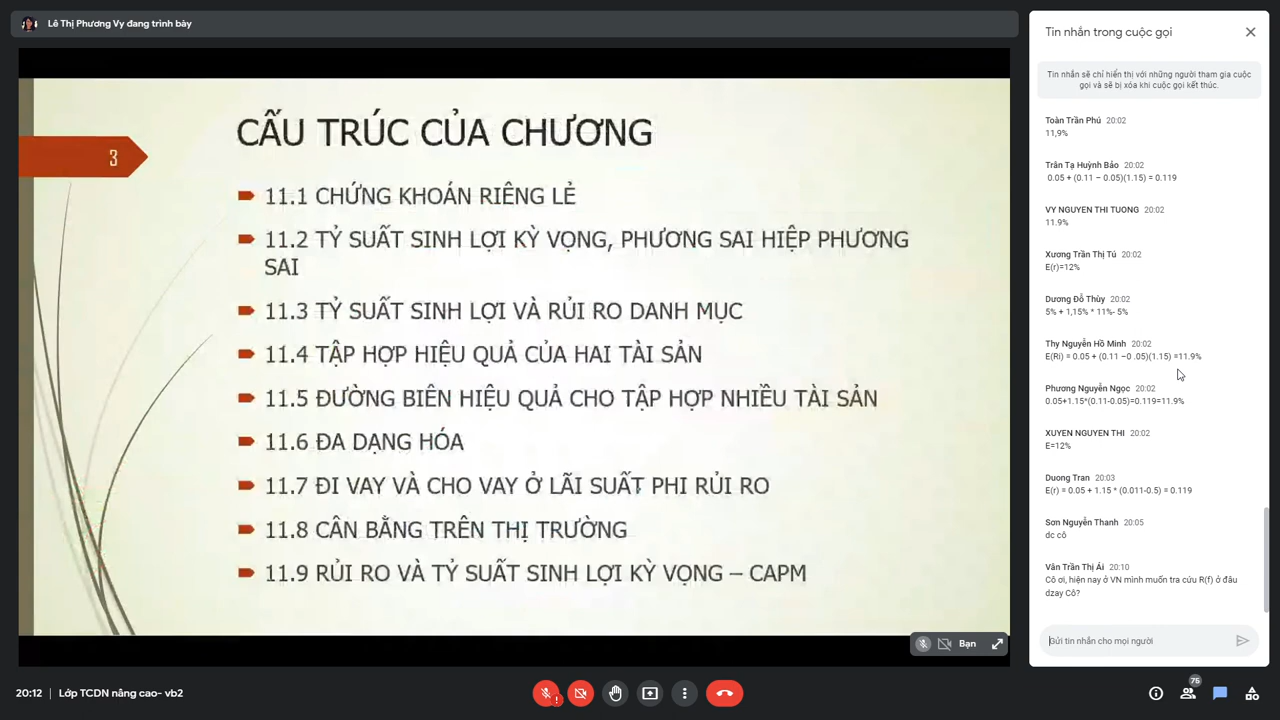 Lê Thị Phương Vy đang trình bày
3
CẤU TRÚC CỦA CHƯƠNG
11.1 CHỨNG KHOÁN RIÊNG LẺ
11.2 TỶ SUẤT SINH LỢI KỲ VỌNG, PHƯƠNG SAI HIỆP PHƯƠNG
SAI
11.3 TỶ SUẤT SINH LỢI VÀ RỦI RO DANH MỤC
11.4 TẬP HỢP HIỆU QUẢ CỦA HAI TÀI SẢN
11.5 ĐƯỜNG BIÊN HIỆU QUẢ CHO TẬP HỢP NHIỀU TÀI SẢN
11.6 ĐA DẠNG HÓA
11.7 ĐI VAY VÀ CHO VAY Ở LÃI SUẤT PHI RỦI RO
11.8 CÂN BẰNG TRÊN THỊ TRƯỜNG
11.9 RỦI RO VÀ TỶ SUẤT SINH LỢI KỲ VỌNG – CAPM
Bạn
Tin nhắn trong cuộc gọi
Tin nhắn sẽ chỉ hiển thị với những người tham gia cuộc
gọi và sẽ bị xóa khi cuộc gọi kết thúc.
Toàn Trần Phú 20:02
11,9%
Trân Tạ Huỳnh Bảo 20:02
0.05 + (0.11 − 0.05)(1.15) = 0.119
VY NGUYEN THI TUONG 20:02
11.9%
Xương Trần Thị Tú 20:02
E(r)=12%
Dương Đỗ Thùy 20:02
5% + 1,15% * 11%- 5%
Thy Nguyễn Hồ Minh 20:02
E(Ri) = 0.05 + (0.11 −0 .05)(1.15) =11.9%
Phương Nguyễn Ngọc 20:02
0.05+1.15*(0.11-0.05)=0.119=11.9%
XUYEN NGUYEN THI 20:02
E=12%
Duong Tran 20:03
E(r) = 0.05 + 1.15 * (0.011-0.5) = 0.119
Sơn Nguyễn Thanh 20:05
dc cô
Vân Trần Thị Ái 20:10
Cô ơi, hiện nay ở VN mình muốn tra cứu R(f) ở đâu
dzay Cô?
Gửi tin nhắn cho mọi người
20:12 | Lớp TCDN nâng cao- vb2
75